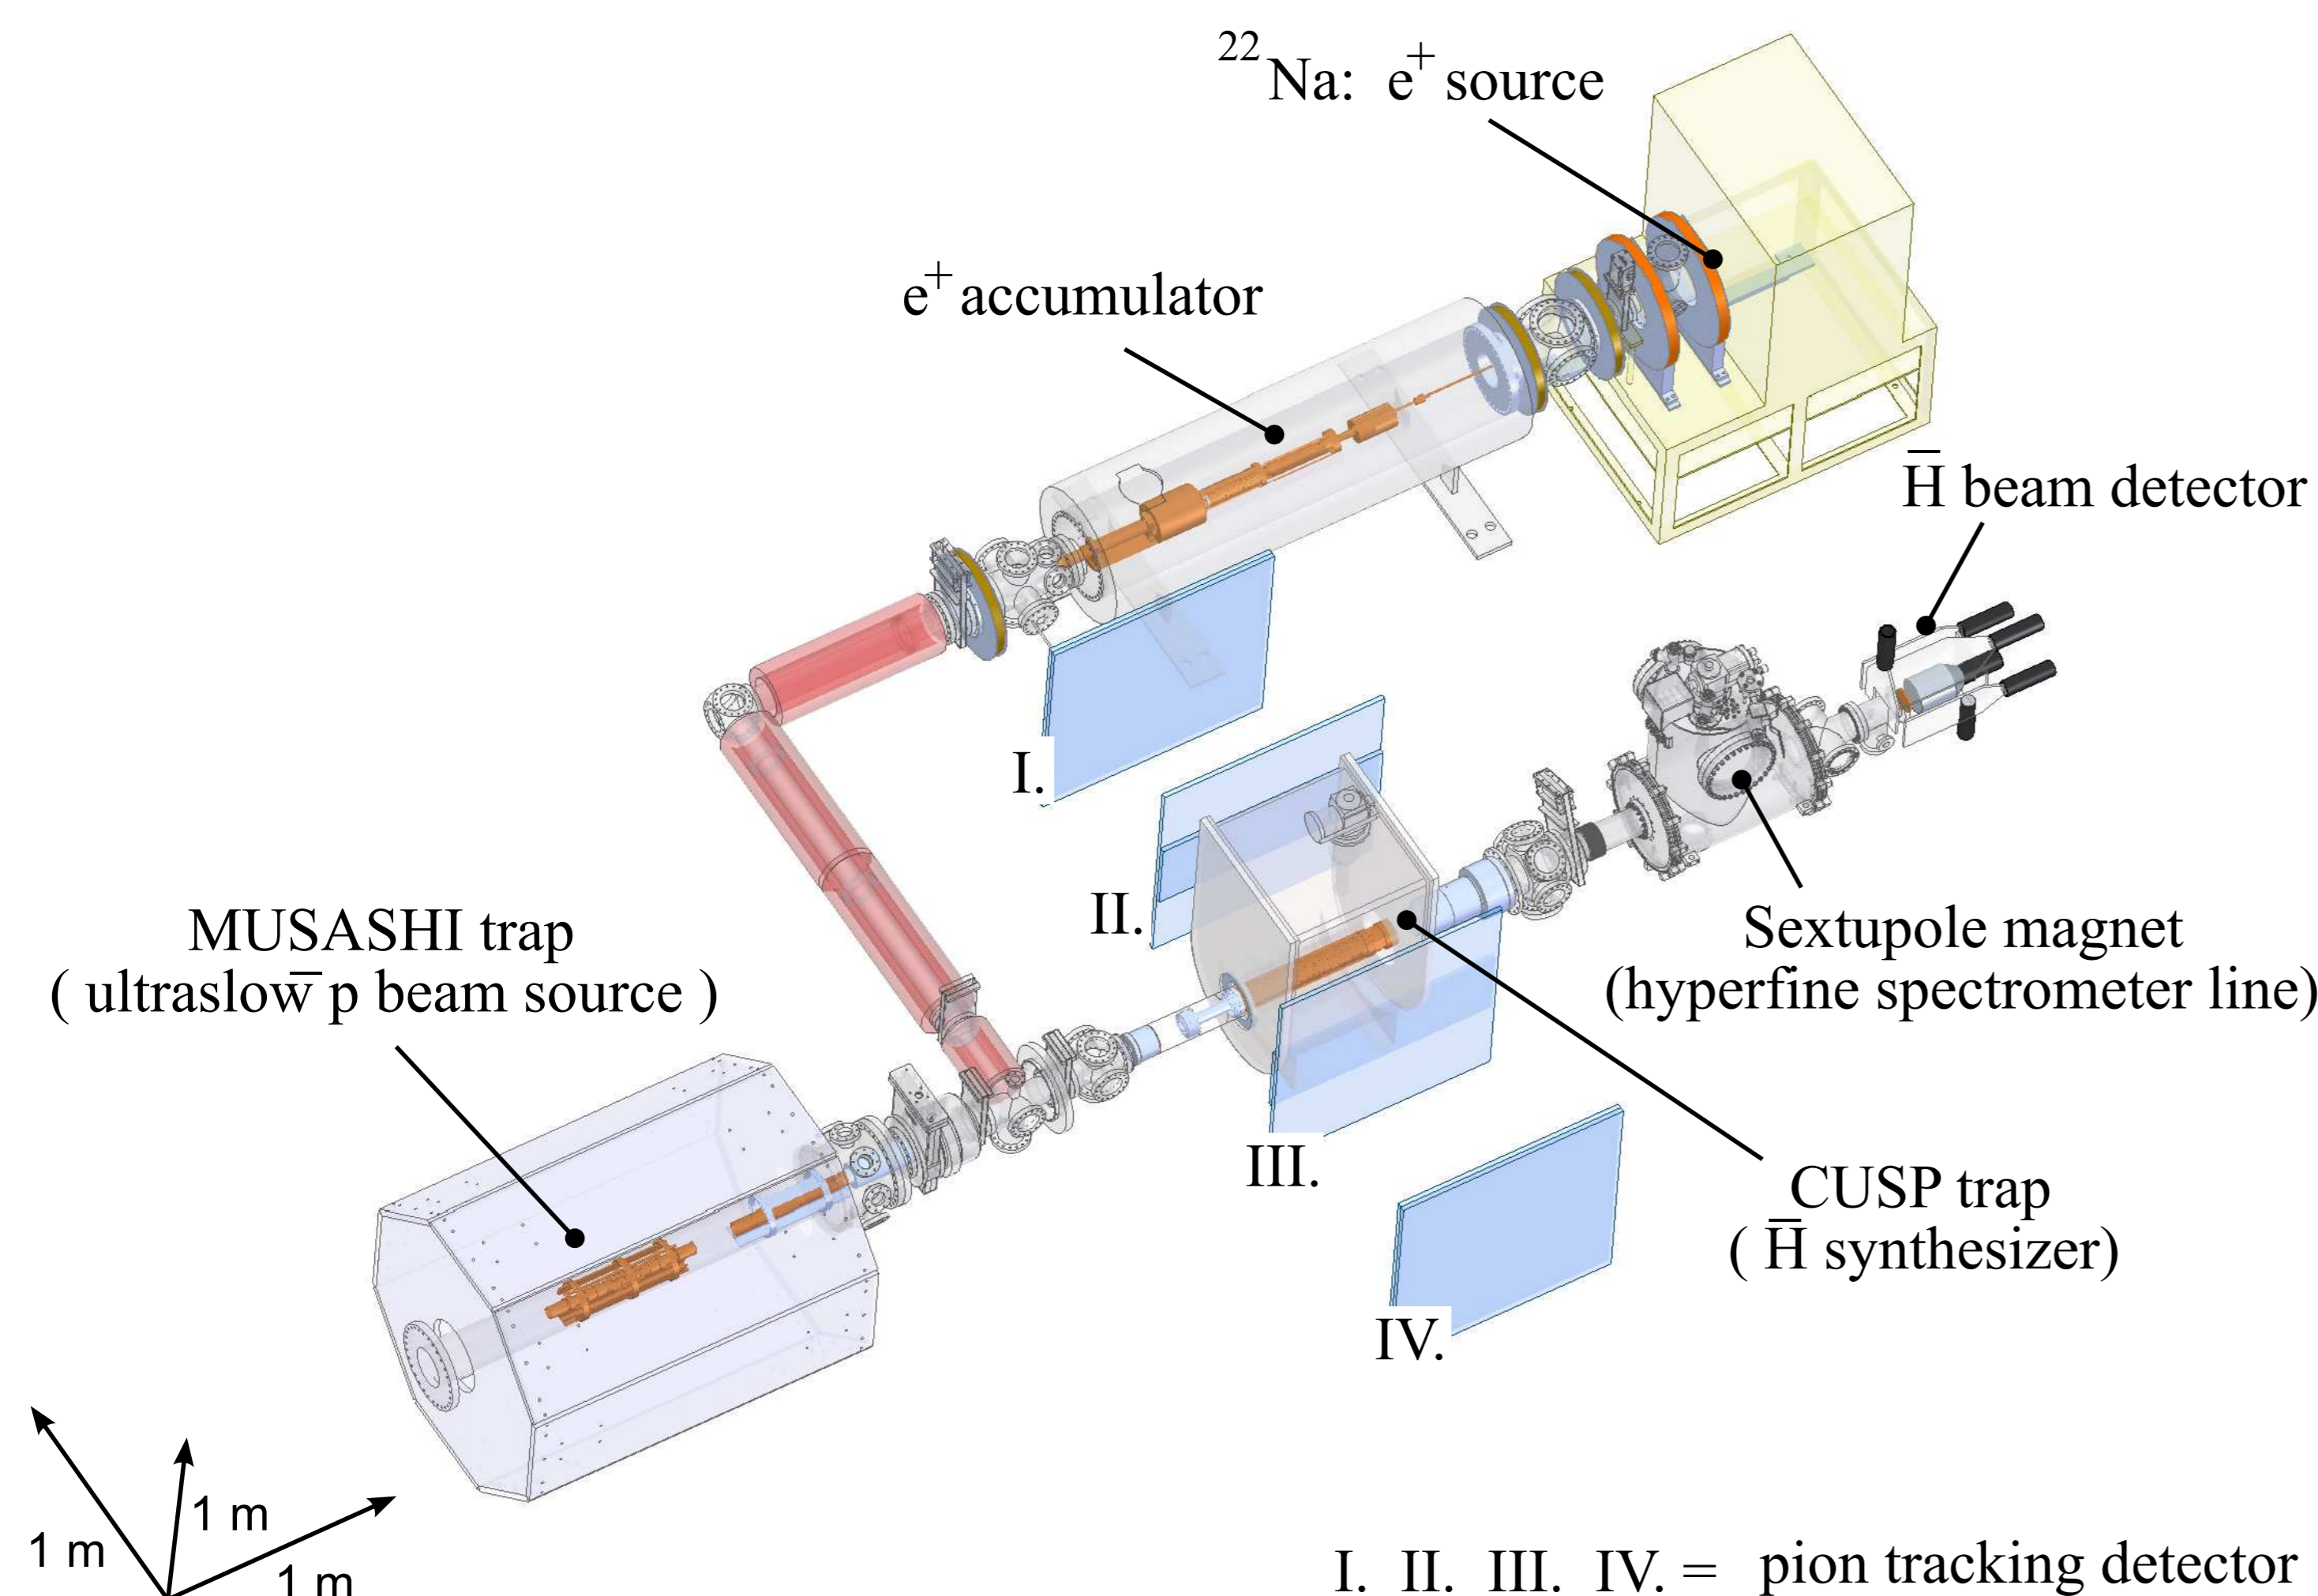 ²²Na: e⁺ source
e⁺ accumulator
H̅ beam detector
I.
II.
MUSASHI trap
( ultraslow p̅ beam source )
Sextupole magnet
(hyperfine spectrometer line)
III.
CUSP trap
( H̅ synthesizer)
IV.
1 m
1 m
1 m
I. II. III. IV. = pion tracking detector